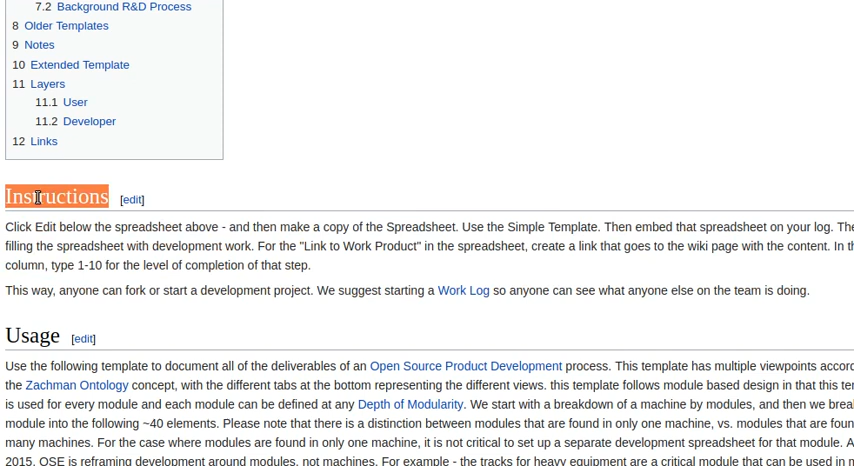 7.2 Background R&D Process
8 Older Templates
9 Notes
10 Extended Template
11 Layers
11.1 User
11.2 Developer
12 Links
Instructions [edit]
Click Edit below the spreadsheet above - and then make a copy of the Spreadsheet. Use the Simple Template. Then embed that spreadsheet on your log.
filling the spreadsheet with development work. For the "Link to Work Product" in the spreadsheet, create a link that goes to the wiki page with the content. In
column, type 1-10 for the level of completion of that step.
This way, anyone can fork or start a development project. We suggest starting a Work Log so anyone can see what anyone else on the team is doing.
Usage [edit]
Use the following template to document all of the deliverables of an Open Source Product Development process. This template has multiple viewpoints
the Zachman Ontology concept, with the different tabs at the bottom representing the different views. this template follows module based design in that this
is used for every module and each module can be defined at any Depth of Modularity. We start with a breakdown of a machine by modules, and then we
module into the following ~40 elements. Please note that there is a distinction between modules that are found in only one machine, vs. modules that are
many machines. For the case where modules are found in only one machine, it is not critical to set up a separate development spreadsheet for that module.
2015, OSE is reframing development around modules, not machines. For example - the tracks for heavy equipment are a critical module that can be used in